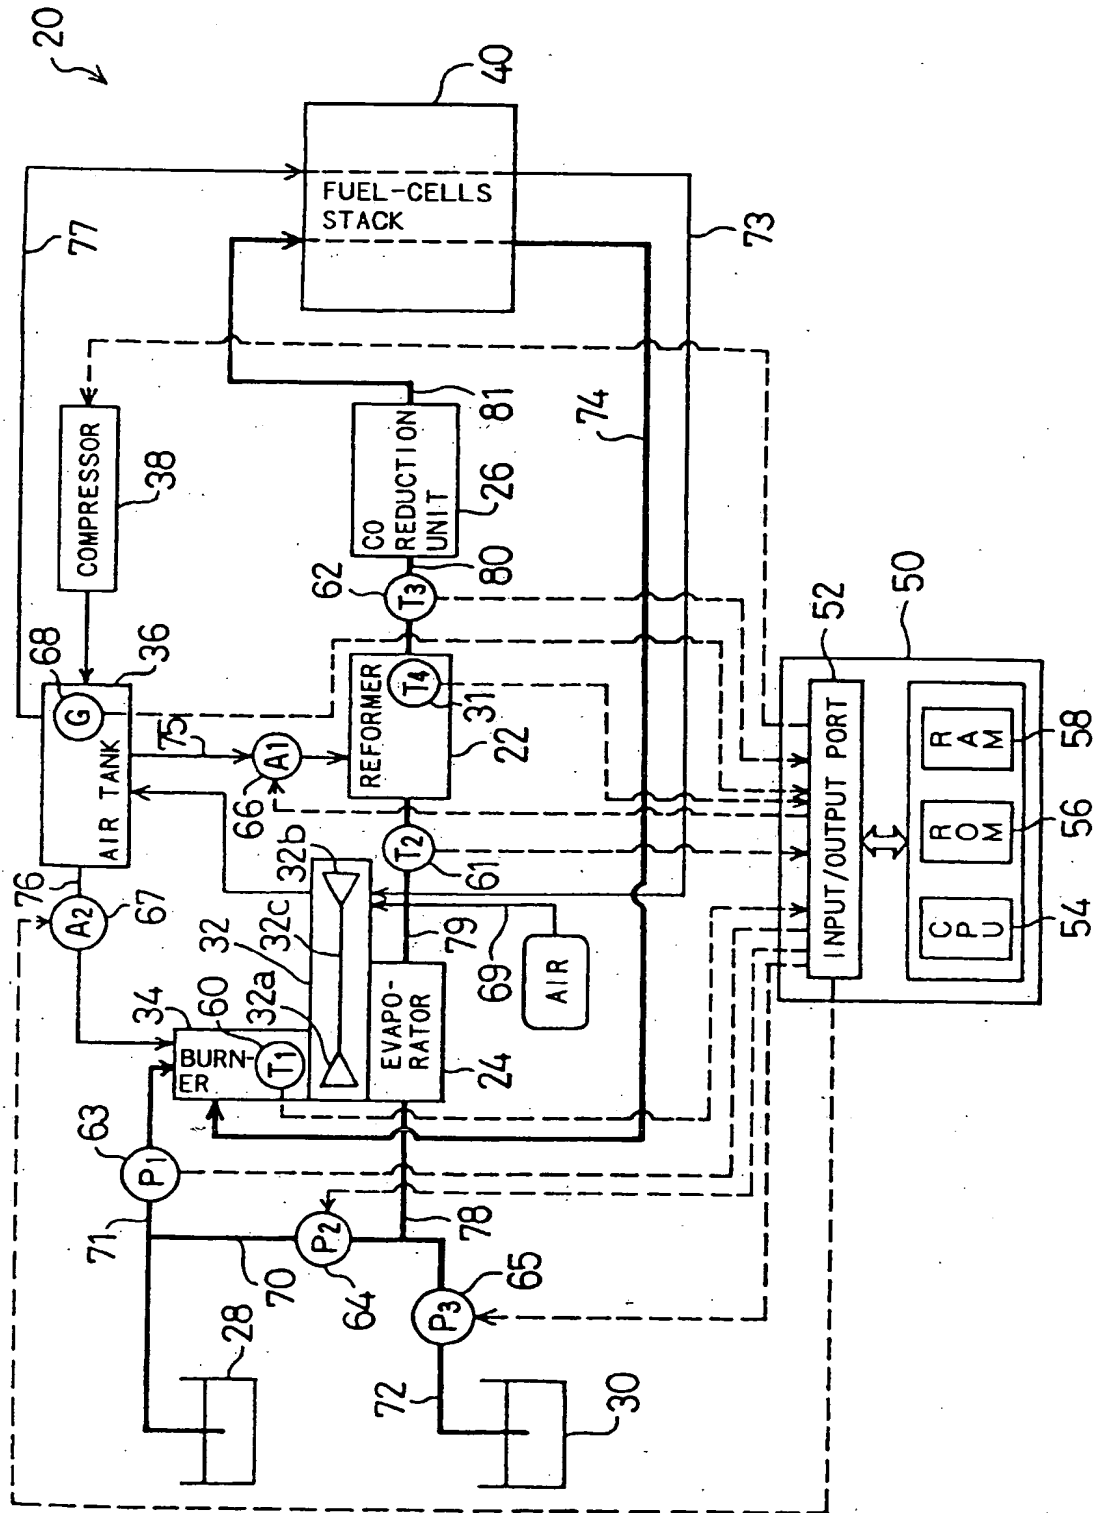 20
77
COMPRESSOR
38
68
G
36
AIR TANK
75
76
A2
67
A1
66
FUEL-CELLS
STACK
40
73
74
81
CO
REDUCTION
UNIT
26
80
62
T3
REFORMER
T4
31
22
T2
61
79
34
BURN-
ER
60
T1
32
32a
32c
32b
EVAPO-
RATOR
24
69
AIR
63
P1
71
70
P2
64
78
65
P3
72
28
30
50
52
INPUT/OUTPUT PORT
CPU
54
ROM
56
RAM
58